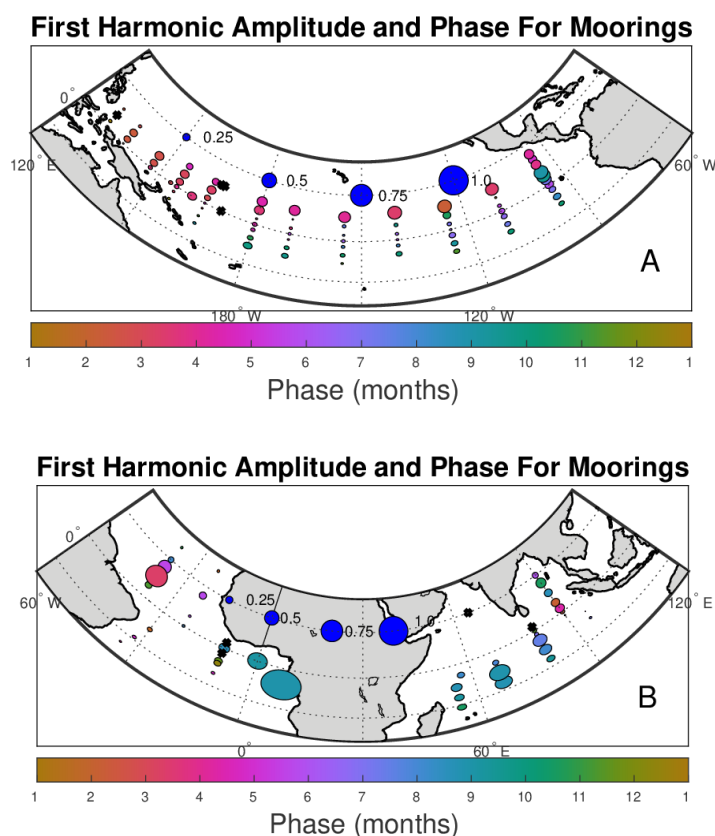 First Harmonic Amplitude and Phase For Moorings
0°
0.25
120° E
60° W
0.5
0.75
1.0
A
180° W
120° W
1 2 3 4 5 6 7 8 9 10 11 12 1
Phase (months)
First Harmonic Amplitude and Phase For Moorings
0°
60° W
0.25
120° E
0.5
0.75
1.0
B
0°
60° E
1 2 3 4 5 6 7 8 9 10 11 12 1
Phase (months)